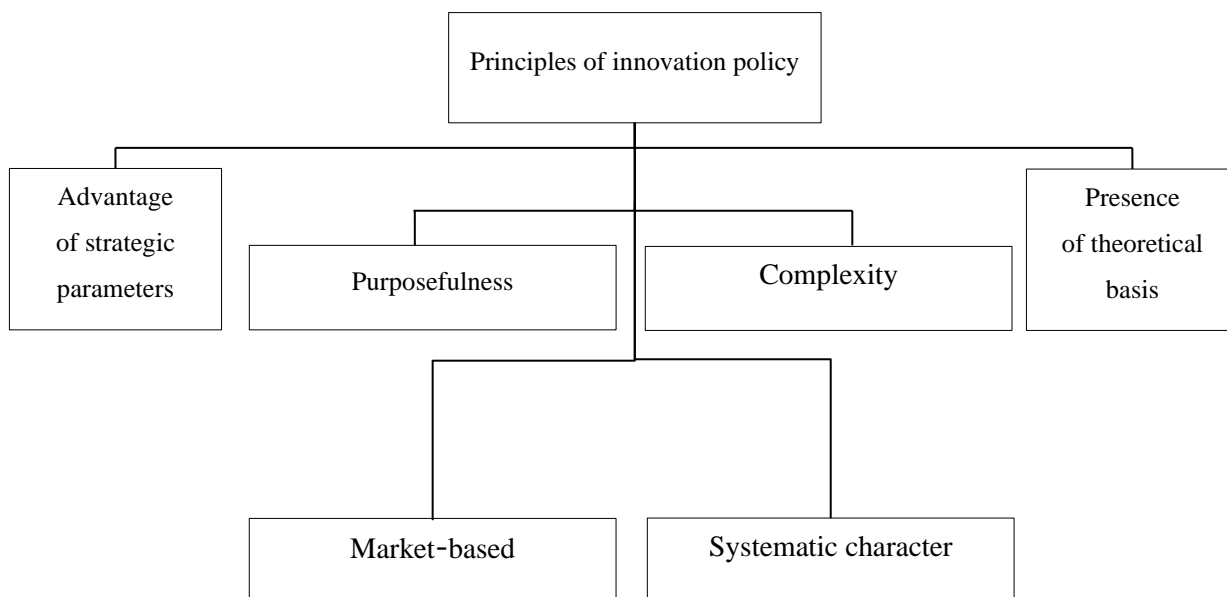 Principles of innovation policy
Advantage
of strategic
parameters
Purposefulness
Complexity
Presence
of theoretical
basis
Market-based
Systematic character